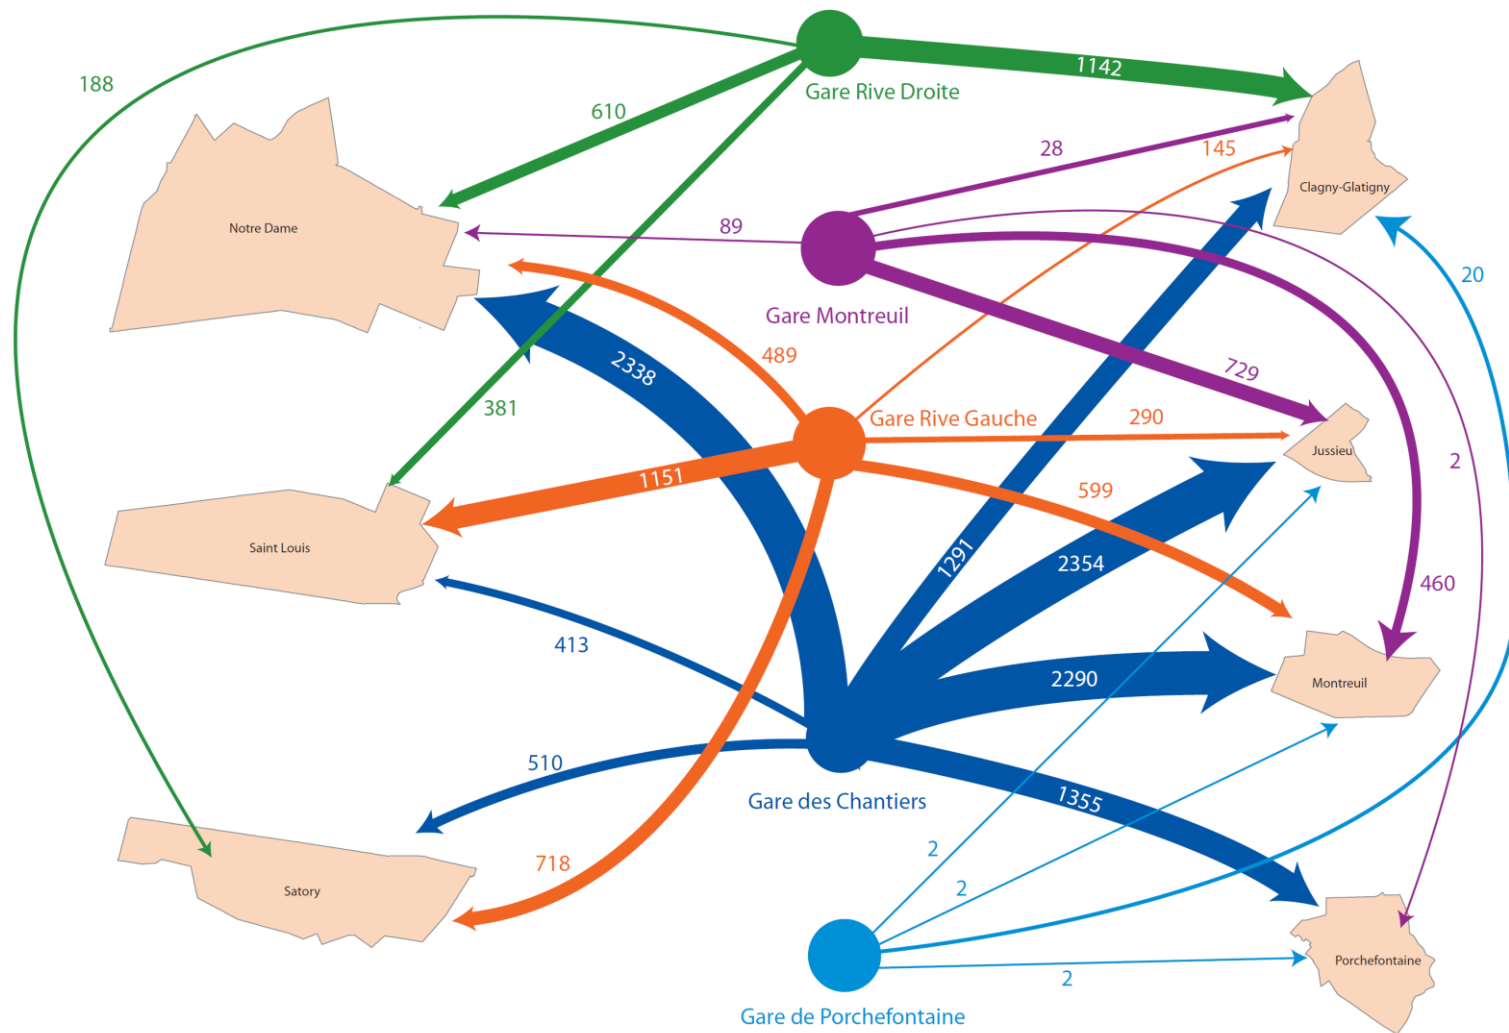 1142
188
Gare Rive Droite
610
28
145
Clagny-Glatigny
89
Notre Dame
20
Gare Montreuil
489
2338
729
381
Gare Rive Gauche
290
Jussieu
2
1151
599
Saint Louis
1291
2354
460
413
2290
Montreuil
510
Gare des Chantiers
1355
718
2
2
Satory
Porchefontaine
2
Gare de Porchefontaine